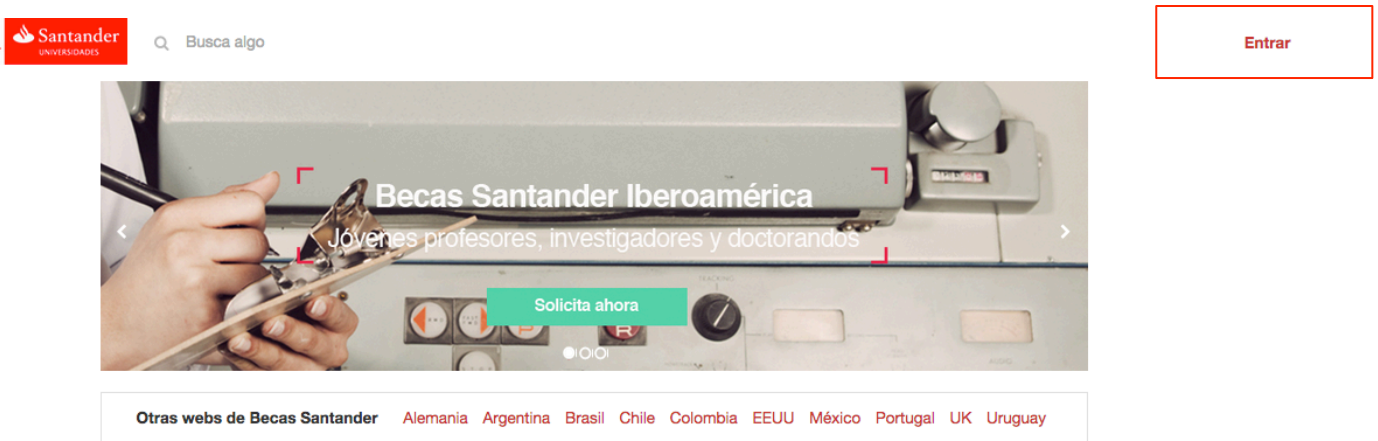 Santander
UNIVERSIDADES
Busca algo
Entrar
Becas Santander Iberoamérica
Jóvenes profesores, investigadores y doctorandos
TRACKING
Solicita ahora
R
Otras webs de Becas Santander Alemania Argentina Brasil Chile Colombia EEUU México Portugal UK Uruguay